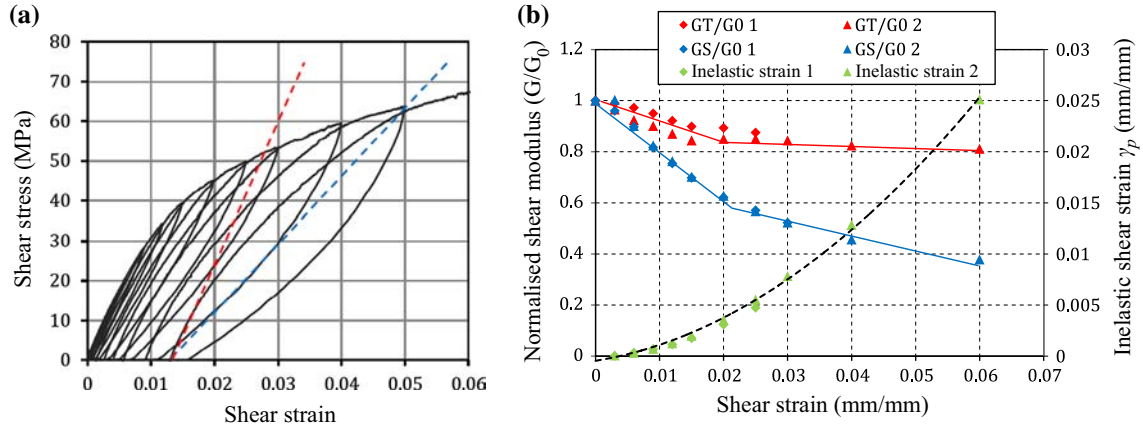 (a)
80
70
60
50
40
30
20
10
0
Shear stress (MPa)
0 0.01 0.02 0.03 0.04 0.05 0.06
Shear strain
(b)
GT/G0 1 GT/G0 2
GS/G0 1 GS/G0 2
Inelastic strain 1 Inelastic strain 2
1.2
1
0.8
0.6
0.4
0.2
0
Normalised shear modulus (G/G₀)
0.03
0.025
0.02
0.015
0.01
0.005
0
Inelastic shear strain γₚ (mm/mm)
0 0.01 0.02 0.03 0.04 0.05 0.06 0.07
Shear strain (mm/mm)